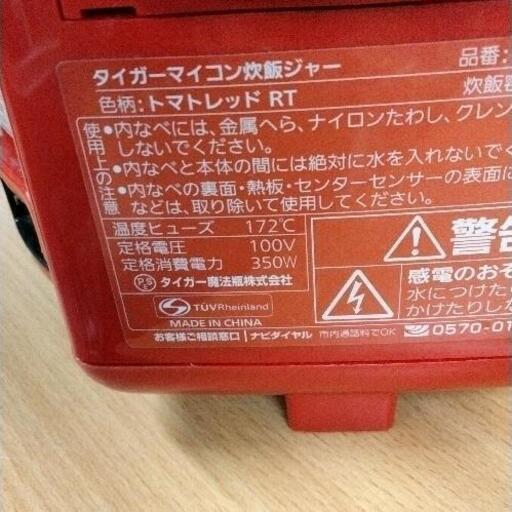 タイガーマイコン炊飯ジャー
品番:
色柄:トマトレッド RT
炊飯容
使用上の注意
●内なべには、金属へら、ナイロンたわし、クレン
しないでください。
●内なべと本体の間には絶対に水を入れないでく
●内なべの裏面・熱板・センターセンサーの表面に
などは、取り除いて使用してください。
温度ヒューズ 172℃
定格電圧 100V
定格消費電力 350W
PS タイガー魔法瓶株式会社
TÜVRheinland
MADE IN CHINA
警告
感電のおそ
水につけた
かけたりしな
お客様ご相談窓口 ナビダイヤル 市内通話料でOK 0570-01